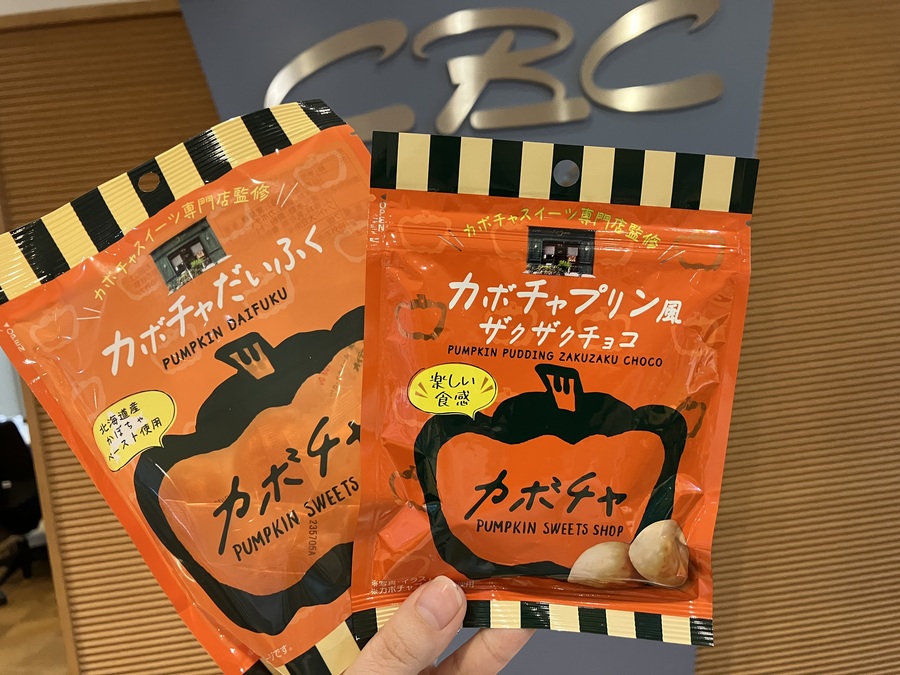 CBC
カボチャスイーツ専門店監修
カボチャだいふく
PUMPKIN DAIFUKU
北海道産
かぼちゃ
ペースト使用
カボチャ
PUMPKIN SWEETS
235705A
OPEN
カボチャスイーツ専門店監修
カボチャプリン風
ザクザクチョコ
PUMPKIN PUDDING ZAKUZAKU CHOCO
楽しい
食感
カボチャ
PUMPKIN SWEETS SHOP